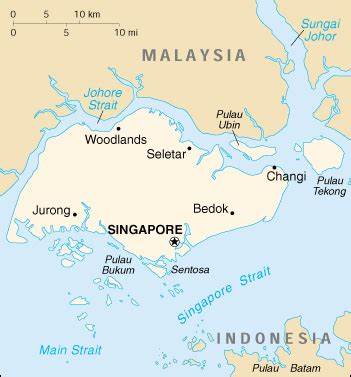 0 5 10 km
0 5 10 mi
MALAYSIA
Sungai
Johor
Johore
Strait
Pulau
Ubin
Woodlands
Seletar
Changi
Pulau
Tekong
Jurong
Bedok
SINGAPORE
Pulau
Bukum
Sentosa
Singapore Strait
Main Strait
INDONESIA
Pulau Batam